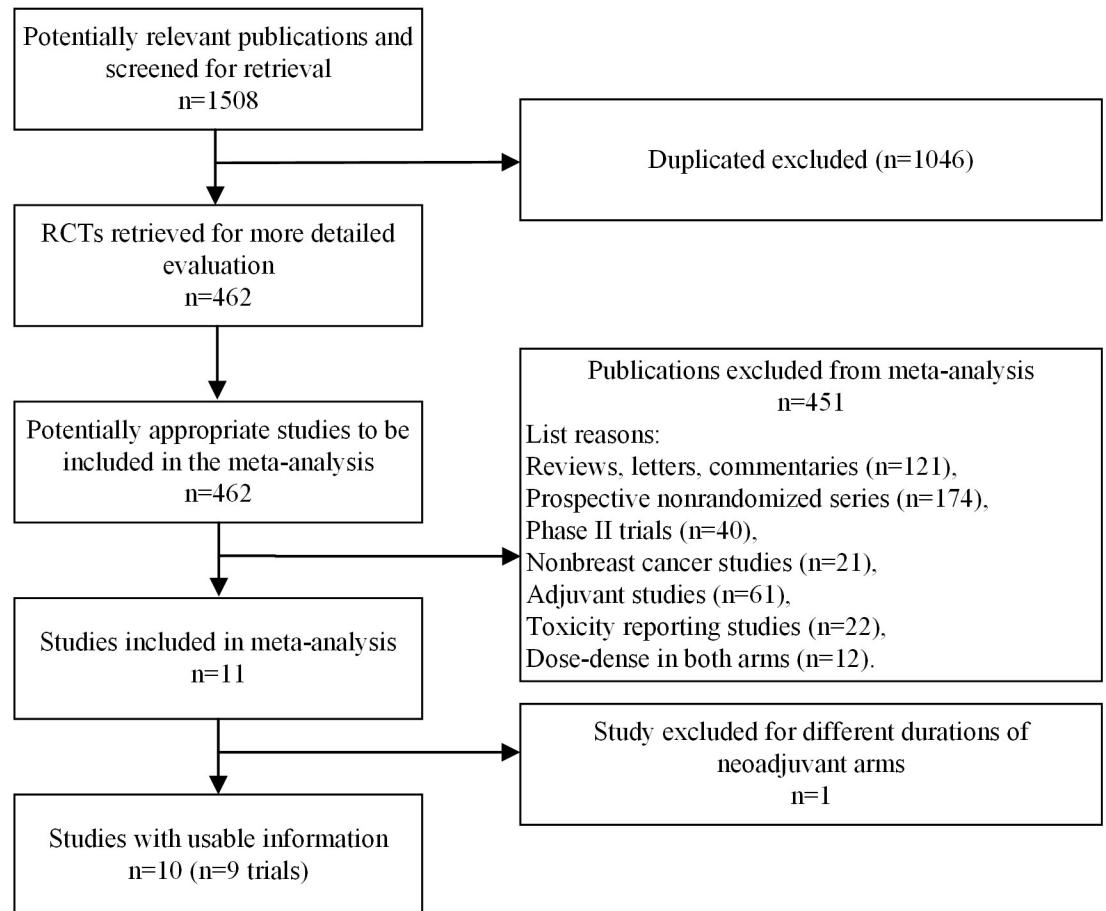 Potentially relevant publications and
screened for retrieval
n=1508
Duplicated excluded (n=1046)
RCTs retrieved for more detailed
evaluation
n=462
Potentially appropriate studies to be
included in the meta-analysis
n=462
Publications excluded from meta-analysis
n=451
List reasons:
Reviews, letters, commentaries (n=121),
Prospective nonrandomized series (n=174),
Phase II trials (n=40),
Nonbreast cancer studies (n=21),
Adjuvant studies (n=61),
Toxicity reporting studies (n=22),
Dose-dense in both arms (n=12).
Studies included in meta-analysis
n=11
Study excluded for different durations of
neoadjuvant arms
n=1
Studies with usable information
n=10 (n=9 trials)